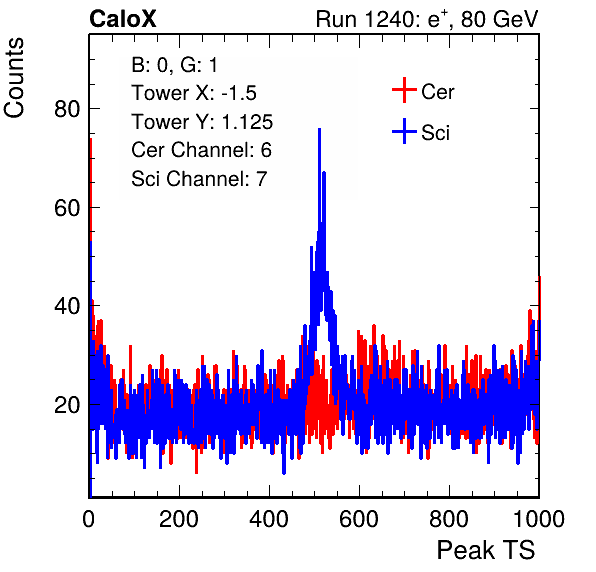 CaloX Run 1240: e⁺, 80 GeV
Counts
B: 0, G: 1
Tower X: -1.5
Tower Y: 1.125
Cer Channel: 6
Sci Channel: 7
Cer
Sci
80
60
40
20
0 200 400 600 800 1000
Peak TS